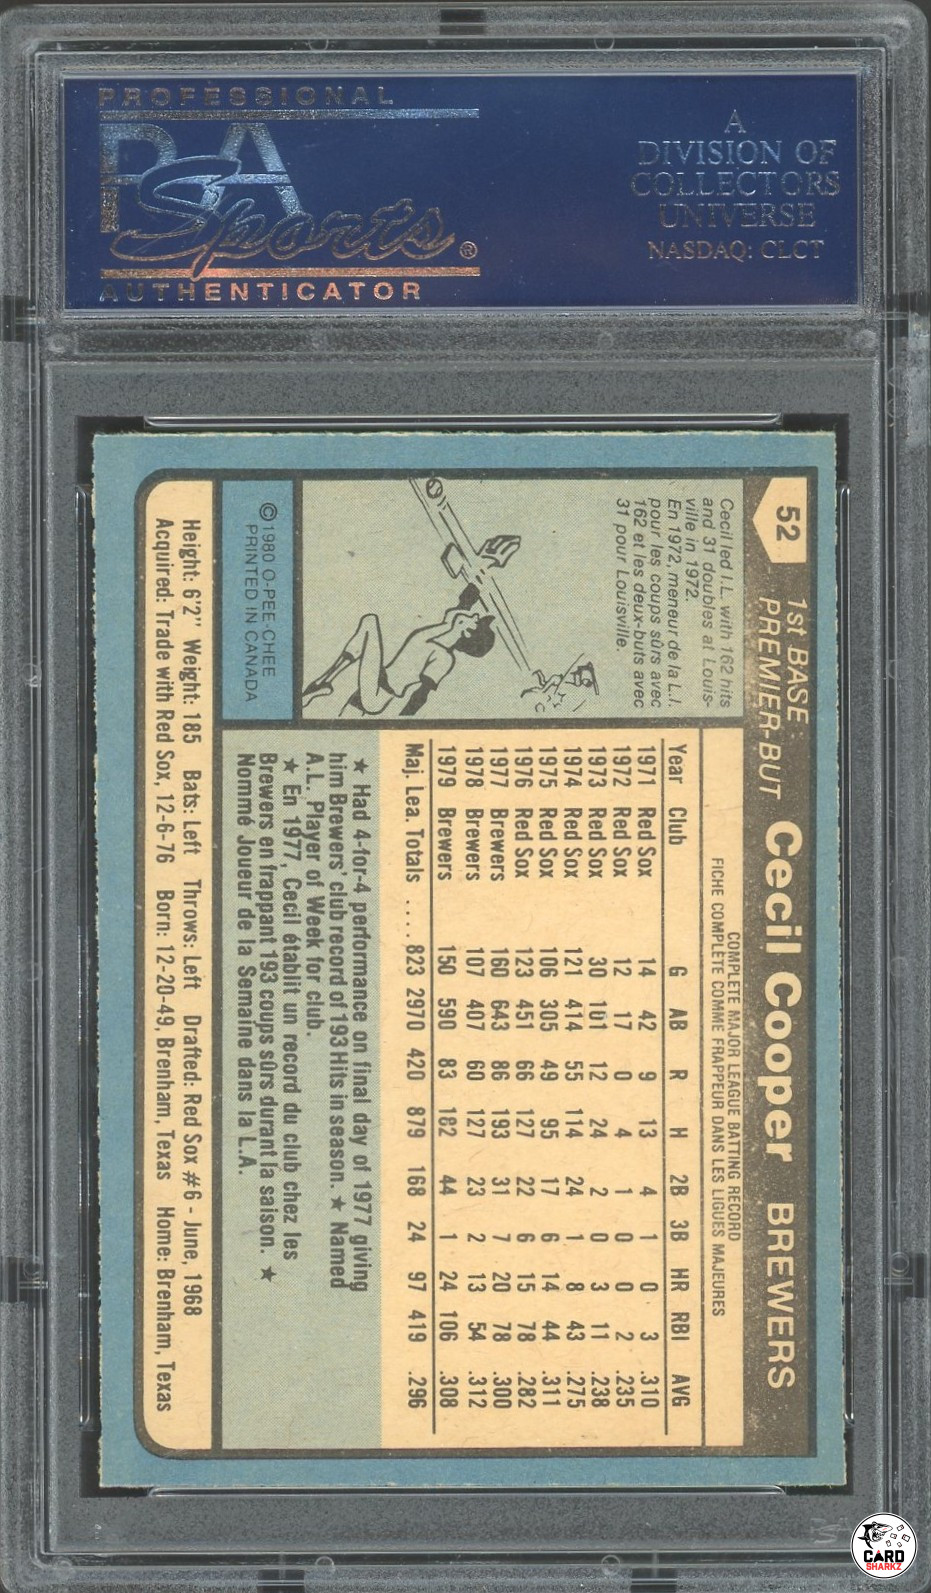 PROFESSIONAL
PSA
Sports®
AUTHENTICATOR
A
DIVISION OF
COLLECTORS
UNIVERSE
NASDAQ: CLCT
52
1st BASE
PREMIER-BUT
Cecil Cooper BREWERS
Cecil led I.L. with 162 hits
and 31 doubles at Louis-
ville in 1972.
En 1972, meneur de la L.I.
pour les coups sûrs avec
162 et les deux-buts avec
31 pour Louisville.
©1980 O-PEE-CHEE
PRINTED IN CANADA
COMPLETE MAJOR LEAGUE BATTING RECORD
FICHE COMPLÈTE COMME FRAPPEUR DANS LES LIGUES MAJEURES
Year Club G AB R H 2B 3B HR RBI AVG
1971 Red Sox 14 42 9 13 4 1 0 3 .310
1972 Red Sox 12 17 0 4 1 0 0 2 .235
1973 Red Sox 30 101 12 24 2 0 3 11 .238
1974 Red Sox 121 414 55 114 24 1 8 43 .275
1975 Red Sox 106 305 49 95 17 6 14 44 .311
1976 Red Sox 123 451 66 127 22 6 15 78 .282
1977 Brewers 160 643 86 193 31 7 20 78 .300
1978 Brewers 107 407 60 127 23 2 13 54 .312
1979 Brewers 150 590 83 182 44 1 24 106 .308
Maj. Lea. Totals .... 823 2970 420 879 168 24 97 419 .296
★ Had 4-for-4 performance on final day of 1977 giving
him Brewers' club record of 193 Hits in season. ★ Named
A.L. Player of Week for club.
★ En 1977, Cecil établit un record du club chez les
Brewers en frappant 193 coups sûrs durant la saison. ★
Nommé Joueur de la Semaine dans la L.A.
Height: 6'2" Weight: 185 Bats: Left Throws: Left Drafted: Red Sox #6 - June, 1968
Acquired: Trade with Red Sox, 12-6-76 Born: 12-20-49, Brenham, Texas Home: Brenham, Texas
CARD
SHARKZ